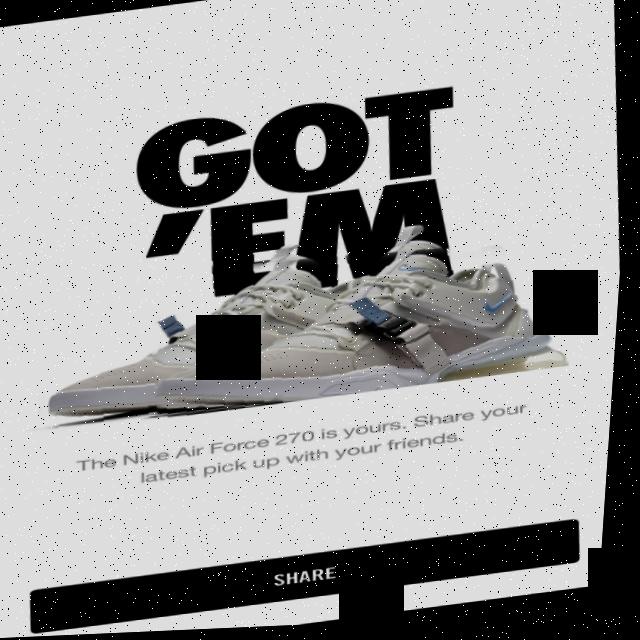 GOT
'EM
The Nike Air Force 270 is yours. Share your
latest pick up with your friends.
SHARE